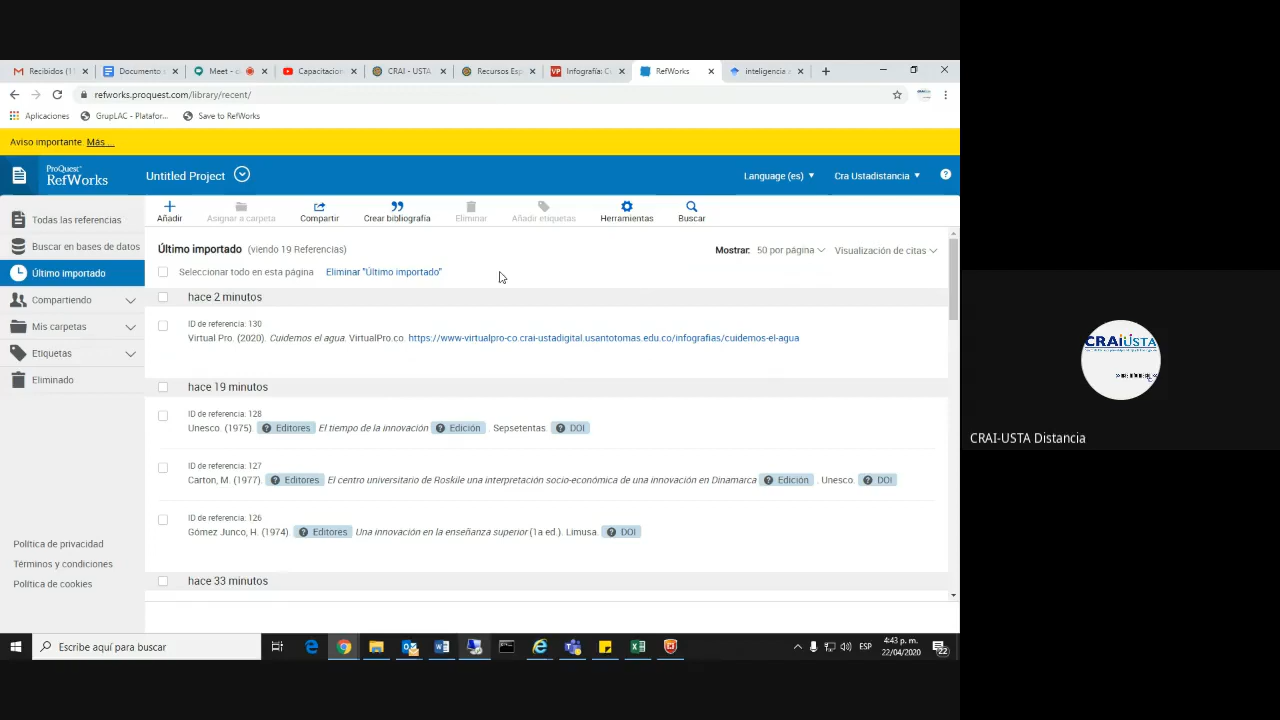 Recibidos (1
Documento
Meet - c
Capacitacion
CRAI - USTA
Recursos Esp
Infografía: C
RefWorks
inteligencia
refworks.proquest.com/library/recent/
Aplicaciones
GrupLAC - Platafor...
Save to RefWorks
Aviso importante. Más ...
ProQuest®
RefWorks
Untitled Project
Language (es)
Cra Ustadistancia
Todas las referencias
Buscar en bases de datos
Último importado
Compartiendo
Mis carpetas
Etiquetas
Eliminado
Política de privacidad
Términos y condiciones
Política de cookies
Añadir
Asignar a carpeta
Compartir
Crear bibliografía
Eliminar
Añadir etiquetas
Herramientas
Buscar
Último importado (viendo 19 Referencias)
Mostrar: 50 por página
Visualización de citas
Seleccionar todo en esta página
Eliminar "Último importado"
hace 2 minutos
ID de referencia: 130
Virtual Pro. (2020). Cuidemos el agua. VirtualPro.co. https://www-virtualpro-co.crai-ustadigital.usantotomas.edu.co/infografias/cuidemos-el-agua
hace 19 minutos
ID de referencia: 128
Unesco. (1975) ? Editores El tiempo de la innovación ? Edición . Sepsetentas. ? DOI
ID de referencia: 127
Carton, M. (1977). ? Editores El centro universitario de Roskile una interpretación socio-económica de una innovación en Dinamarca ? Edición . Unesco. ? DOI
ID de referencia: 126
Gómez Junco, H. (1974) ? Editores Una innovación en la enseñanza superior (1a ed.). Limusa. ? DOI
hace 33 minutos
Escribe aquí para buscar
ESP
4:43 p. m.
22/04/2020
22
CRAIUSTA
CRAI-USTA Distancia